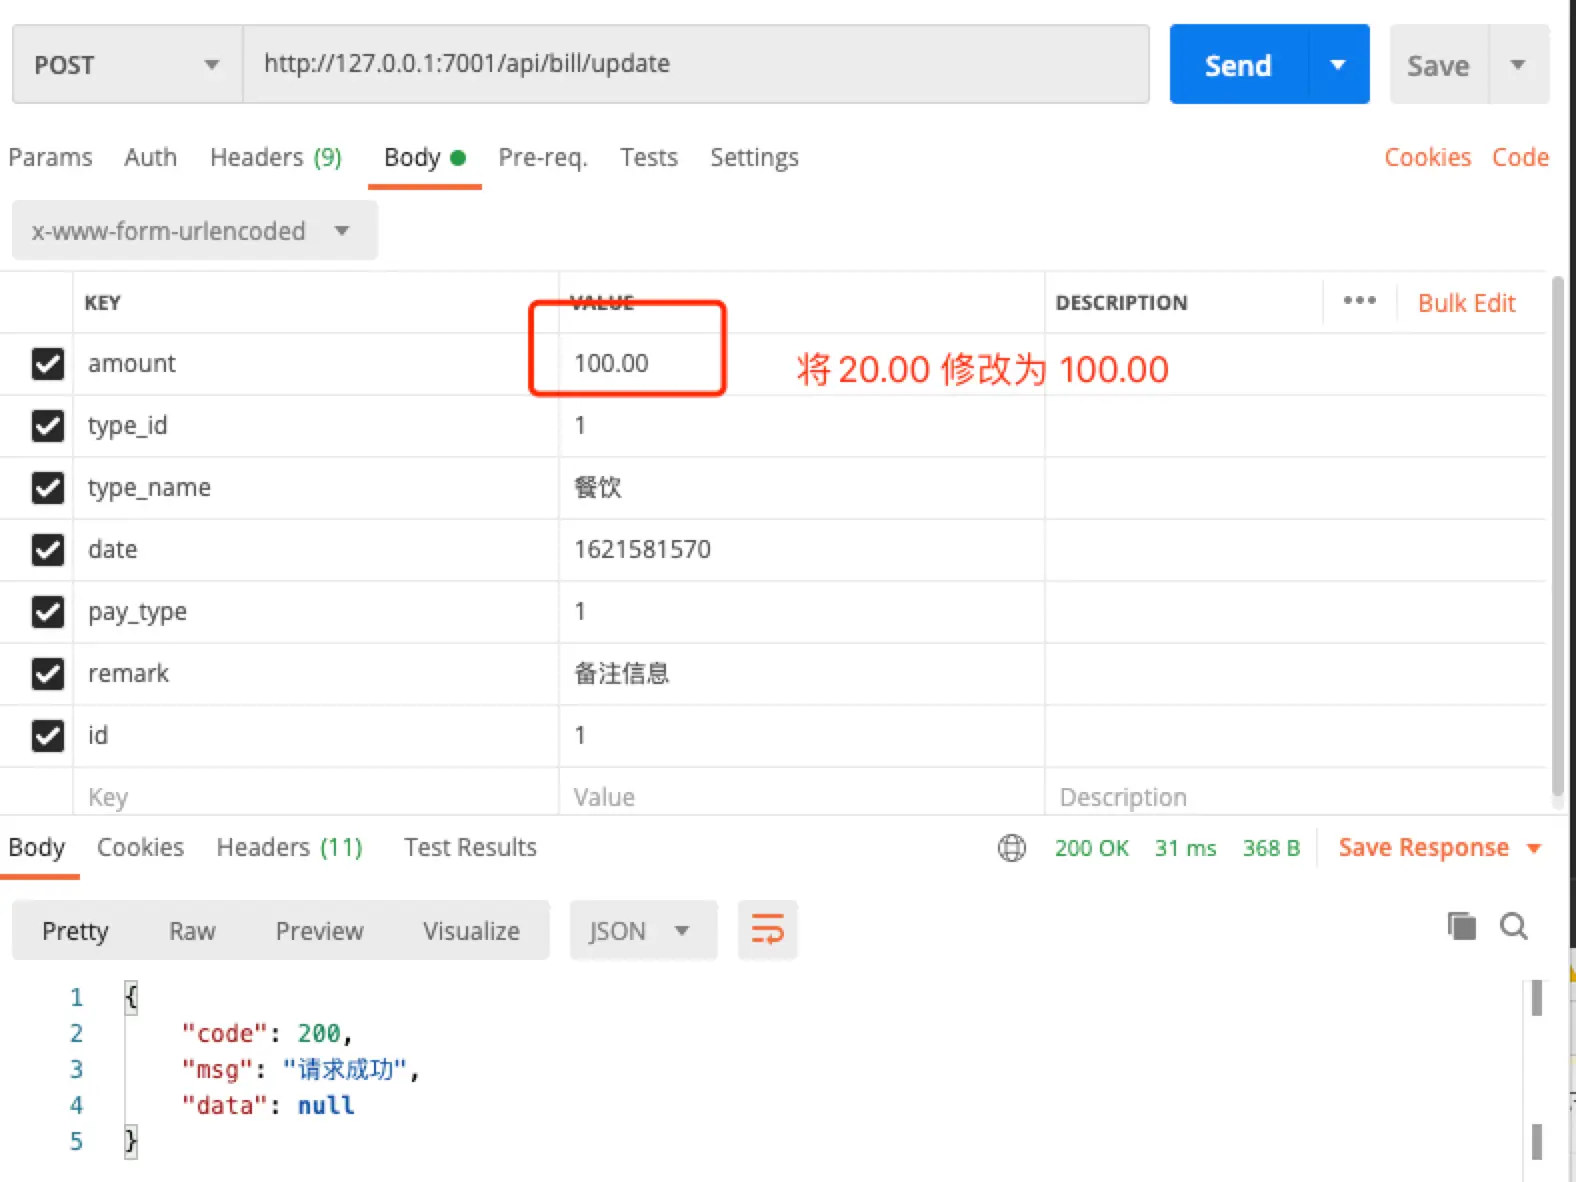 POST http://127.0.0.1:7001/api/bill/update Send Save
Params Auth Headers (9) Body Pre-req. Tests Settings Cookies Code
x-www-form-urlencoded
KEY VALUE DESCRIPTION ••• Bulk Edit
amount 100.00 将 20.00 修改为 100.00
type_id 1
type_name 餐饮
date 1621581570
pay_type 1
remark 备注信息
id 1
Key Value Description
Body Cookies Headers (11) Test Results 200 OK 31 ms 368 B Save Response
Pretty Raw Preview Visualize JSON
1 {
2 "code": 200,
3 "msg": "请求成功",
4 "data": null
5 }